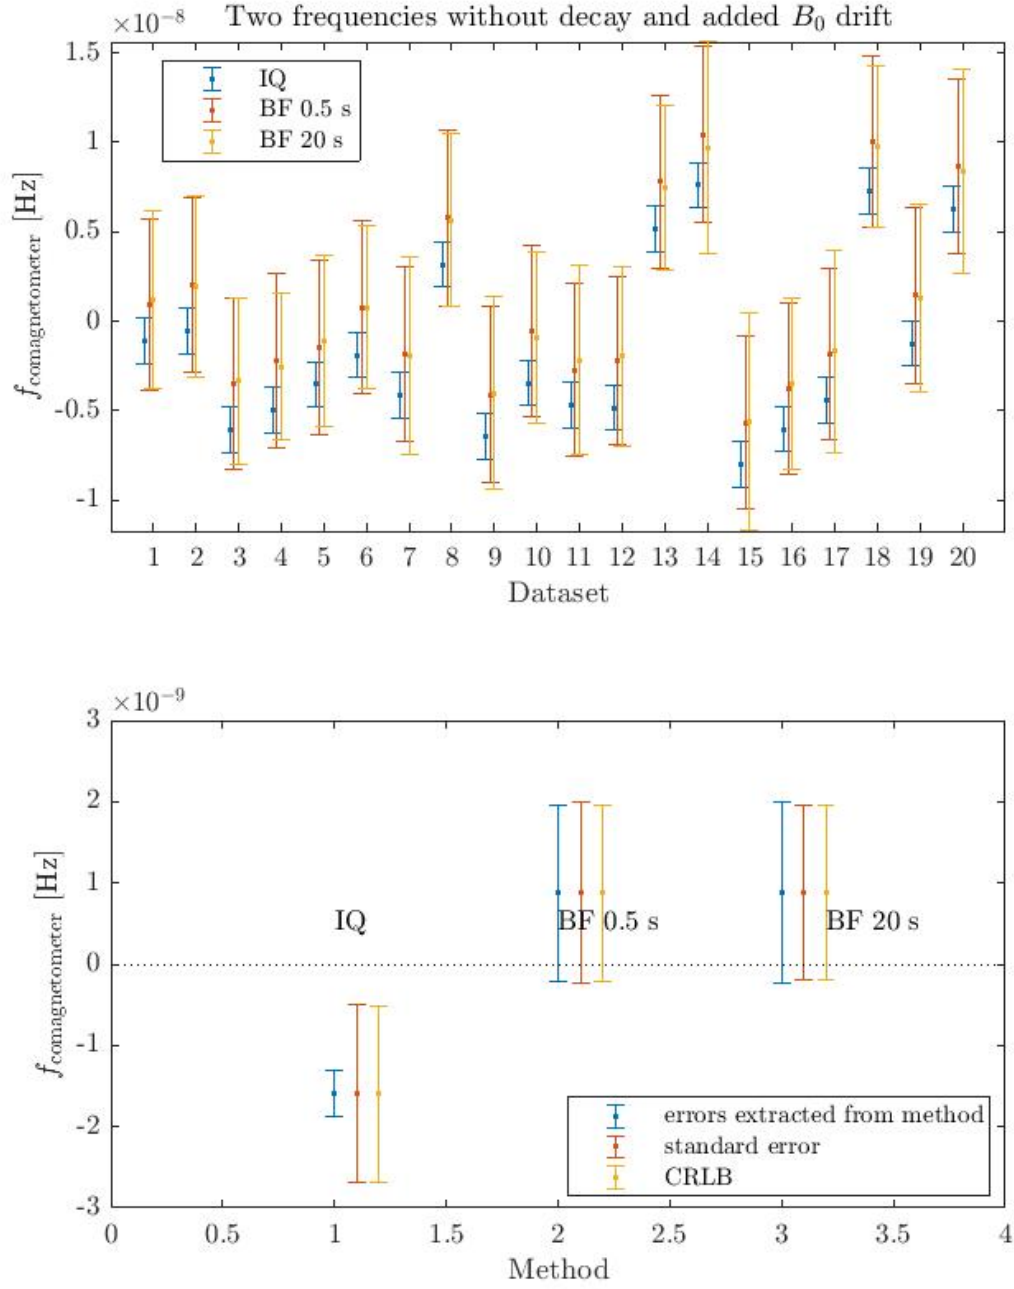 Two frequencies without decay and added B₀ drift
×10⁻⁸
1.5
1
0.5
0
-0.5
-1
f comagnetometer [Hz]
IQ
BF 0.5 s
BF 20 s
1 2 3 4 5 6 7 8 9 10 11 12 13 14 15 16 17 18 19 20
Dataset
×10⁻⁹
3
2
1
0
-1
-2
-3
f comagnetometer [Hz]
IQ
BF 0.5 s
BF 20 s
errors extracted from method
standard error
CRLB
0 0.5 1 1.5 2 2.5 3 3.5 4
Method